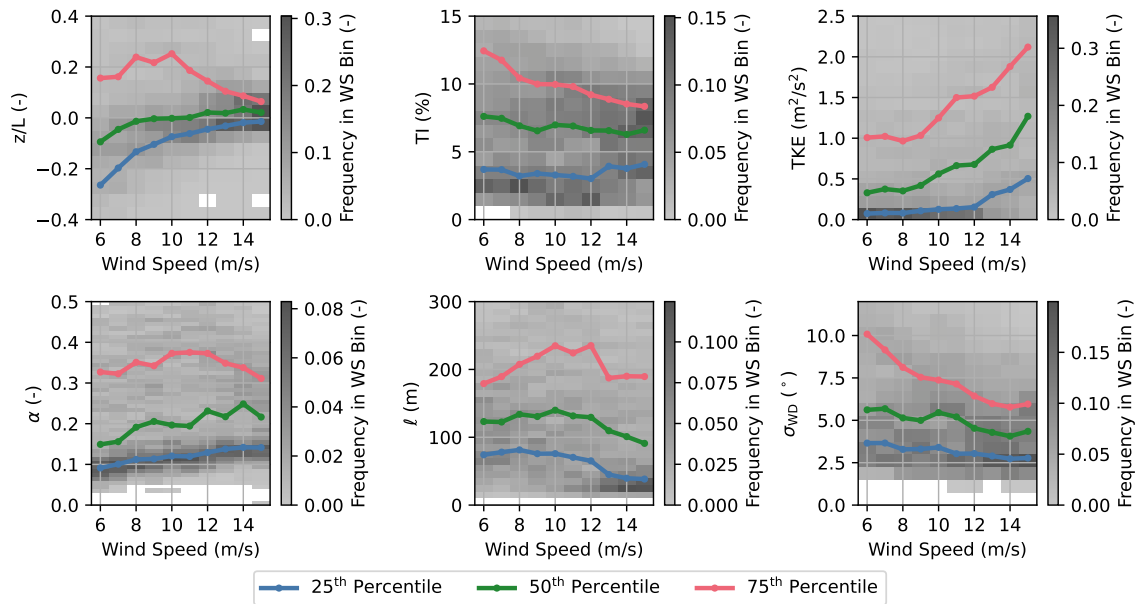 0.4
0.2
0.0
−0.2
−0.4
z/L (-)
6 8 10 12 14
Wind Speed (m/s)
0.3
0.2
0.1
0.0
Frequency in WS Bin (-)
15
10
5
0
TI (%)
6 8 10 12 14
Wind Speed (m/s)
0.15
0.10
0.05
0.00
Frequency in WS Bin (-)
2.5
2.0
1.5
1.0
0.5
0.0
TKE (m²/s²)
6 8 10 12 14
Wind Speed (m/s)
0.3
0.2
0.1
0.0
Frequency in WS Bin (-)
0.5
0.4
0.3
0.2
0.1
0.0
α (-)
6 8 10 12 14
Wind Speed (m/s)
0.08
0.06
0.04
0.02
0.00
Frequency in WS Bin (-)
300
200
100
0
ℓ (m)
6 8 10 12 14
Wind Speed (m/s)
0.100
0.075
0.050
0.025
0.000
Frequency in WS Bin (-)
10.0
7.5
5.0
2.5
0.0
σWD (°)
6 8 10 12 14
Wind Speed (m/s)
0.15
0.10
0.05
0.00
Frequency in WS Bin (-)
25th Percentile 50th Percentile 75th Percentile